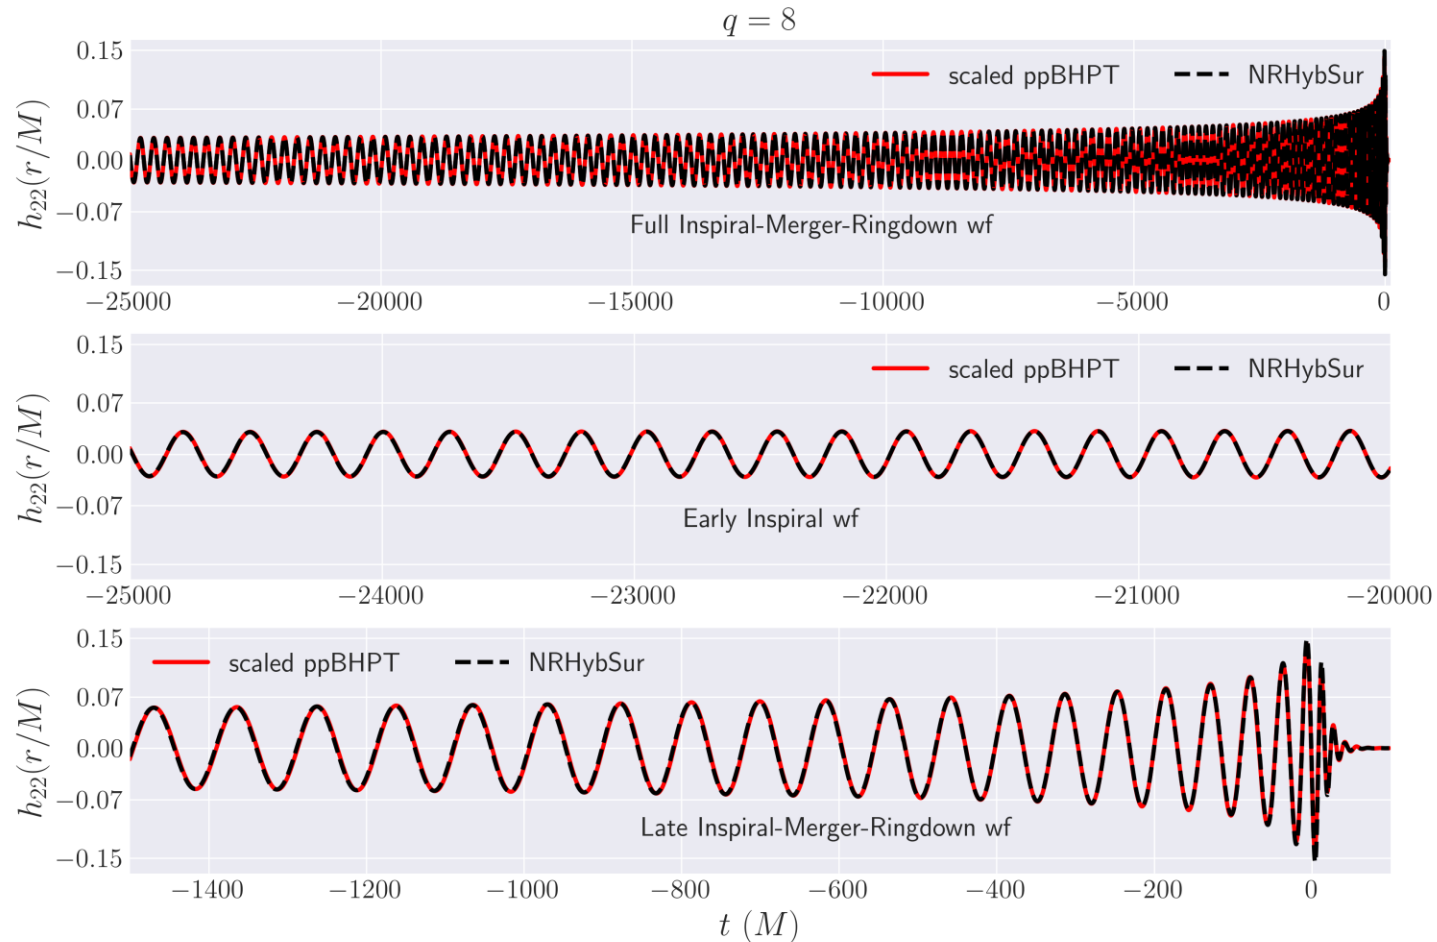 q = 8
h₂₂(r/M)
0.15
0.07
0.00
−0.07
−0.15
scaled ppBHPT NRHybSur
Full Inspiral-Merger-Ringdown wf
−25000 −20000 −15000 −10000 −5000 0
h₂₂(r/M)
0.15
0.07
0.00
−0.07
−0.15
scaled ppBHPT NRHybSur
Early Inspiral wf
−25000 −24000 −23000 −22000 −21000 −20000
h₂₂(r/M)
0.15
0.07
0.00
−0.07
−0.15
scaled ppBHPT NRHybSur
Late Inspiral-Merger-Ringdown wf
−1400 −1200 −1000 −800 −600 −400 −200 0
t (M)